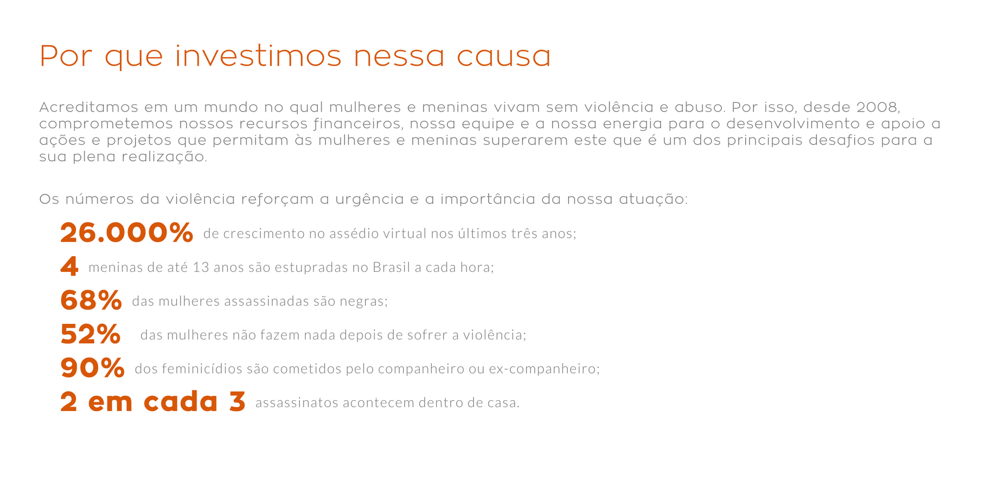 Por que investimos nessa causa
Acreditamos em um mundo no qual mulheres e meninas vivam sem violência e abuso. Por isso, desde 2008,
comprometemos nossos recursos financeiros, nossa equipe e a nossa energia para o desenvolvimento e apoio a
ações e projetos que permitam às mulheres e meninas superarem este que é um dos principais desafios para a
sua plena realização.
Os números da violência reforçam a urgência e a importância da nossa atuação:
26.000% de crescimento no assédio virtual nos últimos três anos;
4 meninas de até 13 anos são estupradas no Brasil a cada hora;
68% das mulheres assassinadas são negras;
52% das mulheres não fazem nada depois de sofrer a violência;
90% dos feminicídios são cometidos pelo companheiro ou ex-companheiro;
2 em cada 3 assassinatos acontecem dentro de casa.